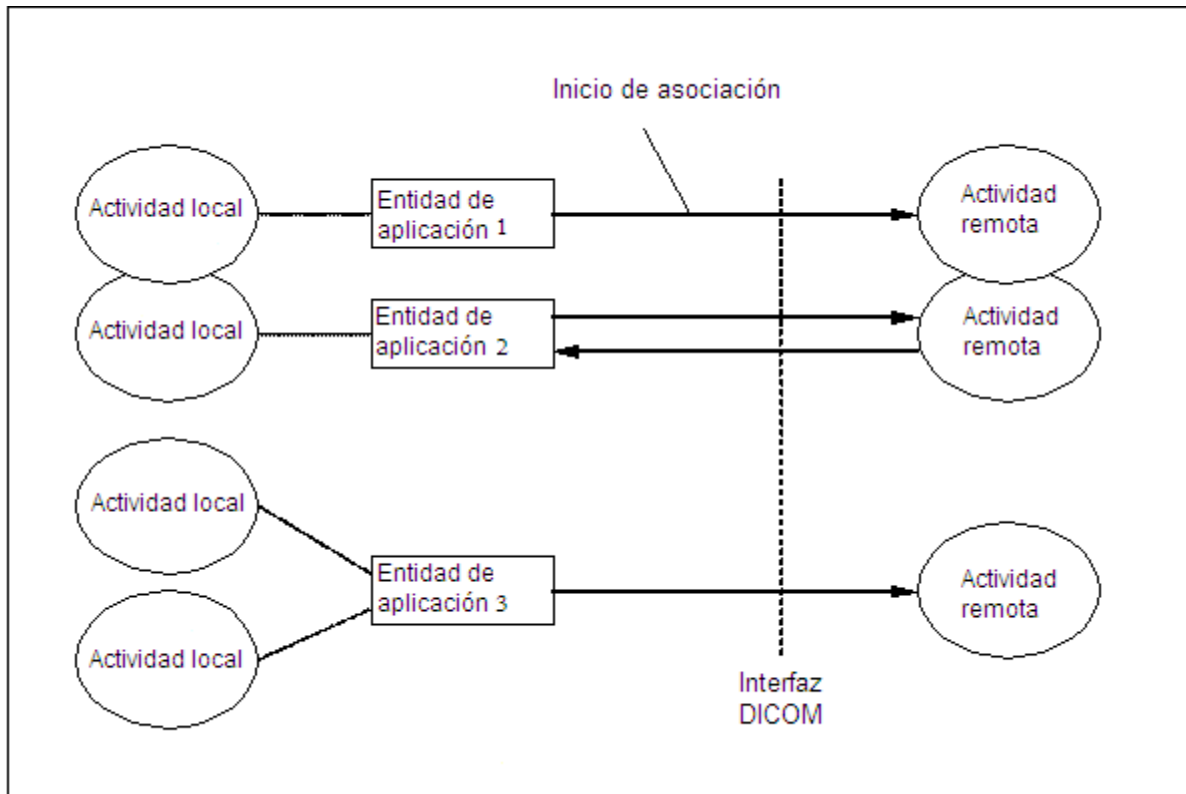 Inicio de asociación
Actividad local
Entidad de
aplicación 1
Actividad
remota
Actividad local
Entidad de
aplicación 2
Actividad
remota
Actividad local
Entidad de
aplicación 3
Actividad
remota
Actividad local
Interfaz
DICOM